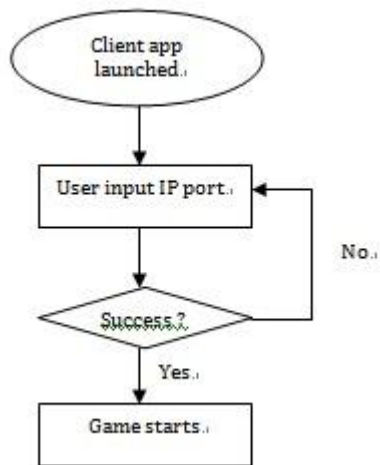 Client app
launched.
User input IP port.
No.
Success?
Yes.
Game starts.